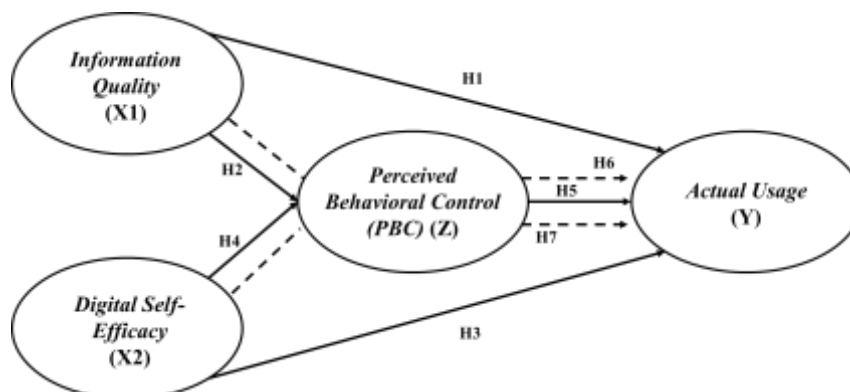 Information
Quality
(X1)
H1
H2
Perceived
Behavioral Control
(PBC) (Z)
H6
H5
H7
Actual Usage
(Y)
H4
Digital Self-
Efficacy
(X2)
H3